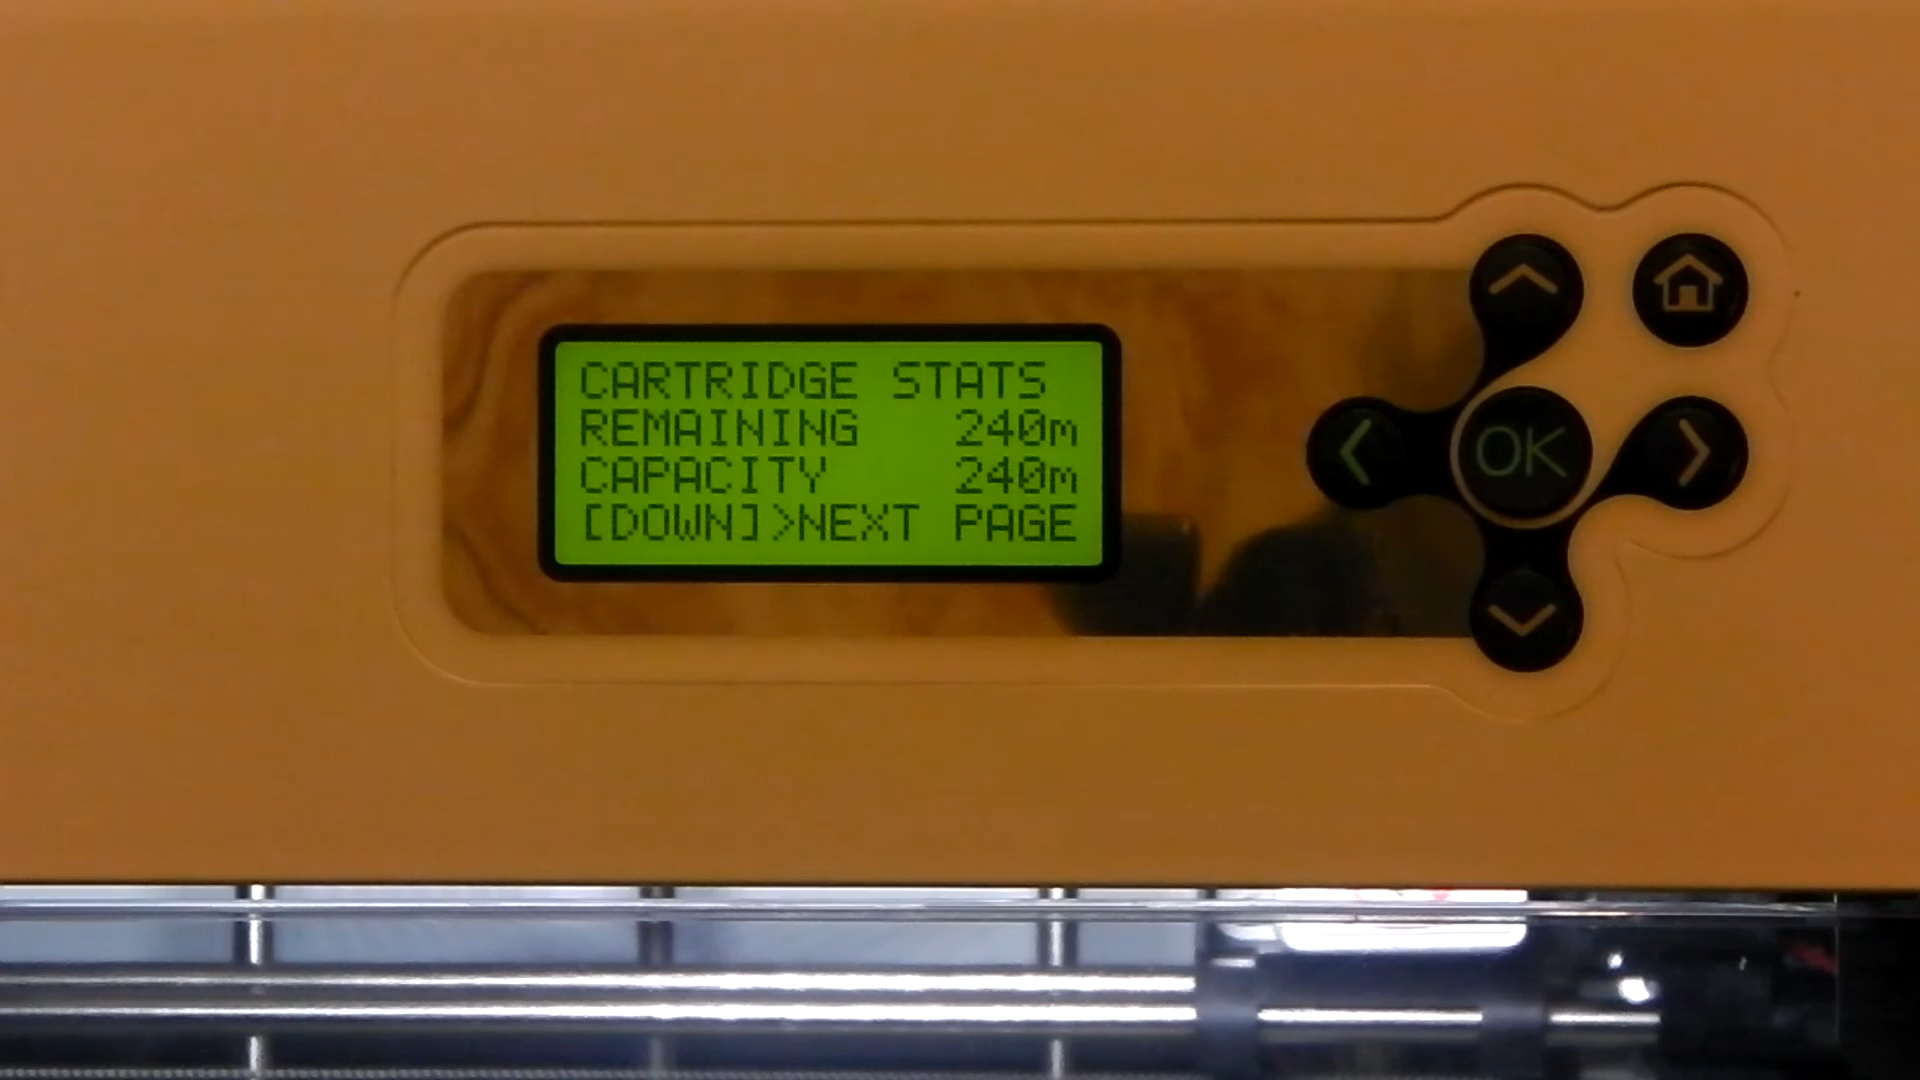 CARTRIDGE STATS
REMAINING 240m
CAPACITY 240m
[DOWN]>NEXT PAGE
OK